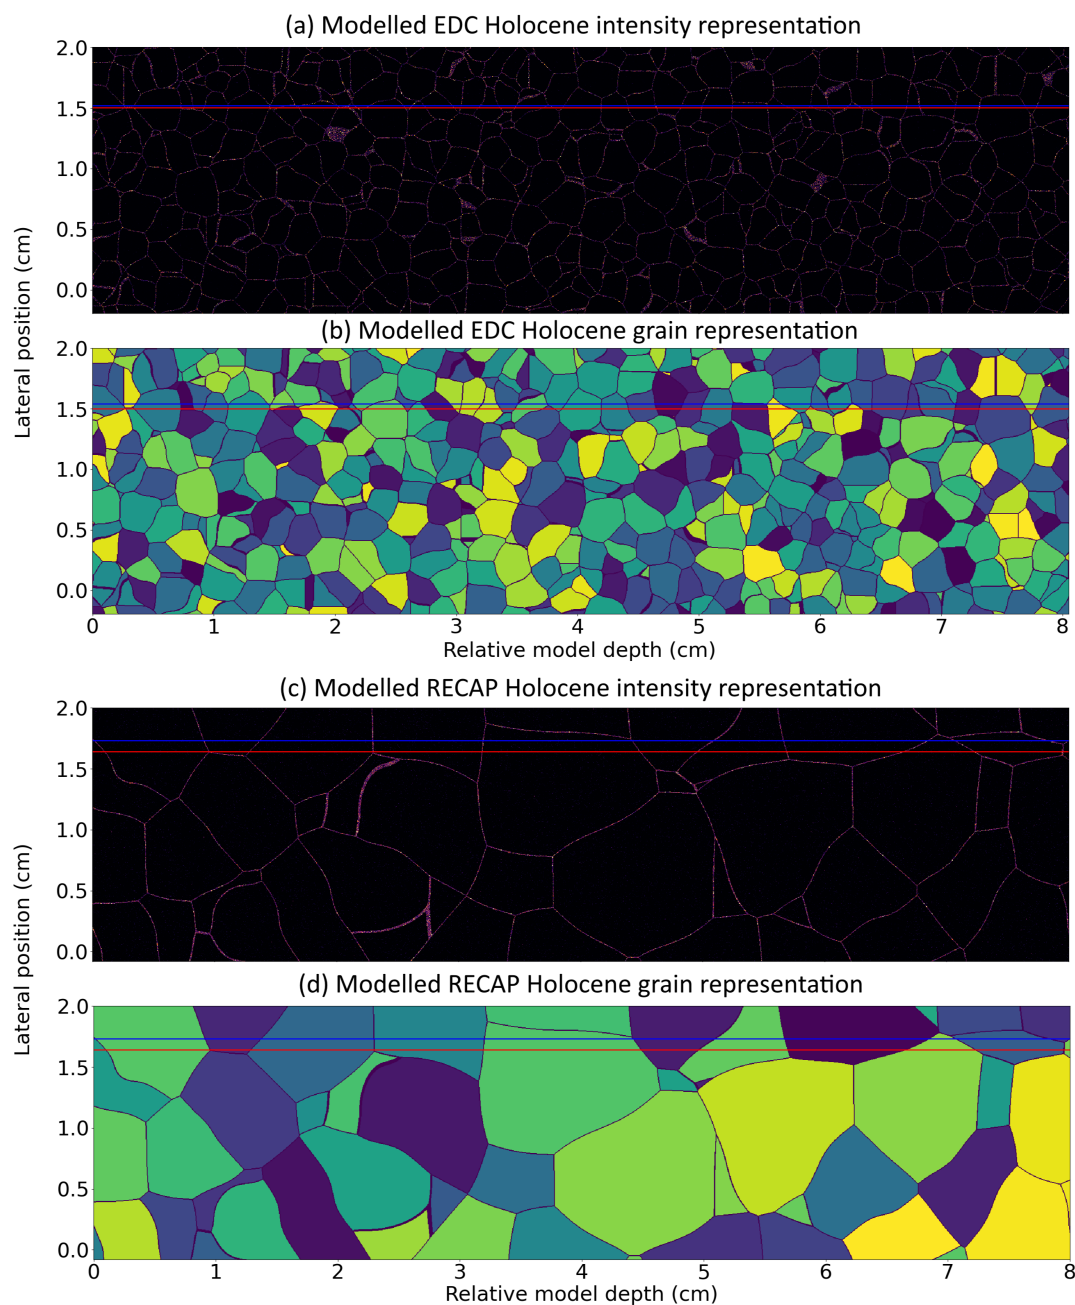 (a) Modelled EDC Holocene intensity representation
2.0
1.5
1.0
0.5
0.0
Lateral position (cm)
(b) Modelled EDC Holocene grain representation
2.0
1.5
1.0
0.5
0.0
0 1 2 3 4 5 6 7 8
Relative model depth (cm)
(c) Modelled RECAP Holocene intensity representation
2.0
1.5
1.0
0.5
0.0
Lateral position (cm)
(d) Modelled RECAP Holocene grain representation
2.0
1.5
1.0
0.5
0.0
0 1 2 3 4 5 6 7 8
Relative model depth (cm)